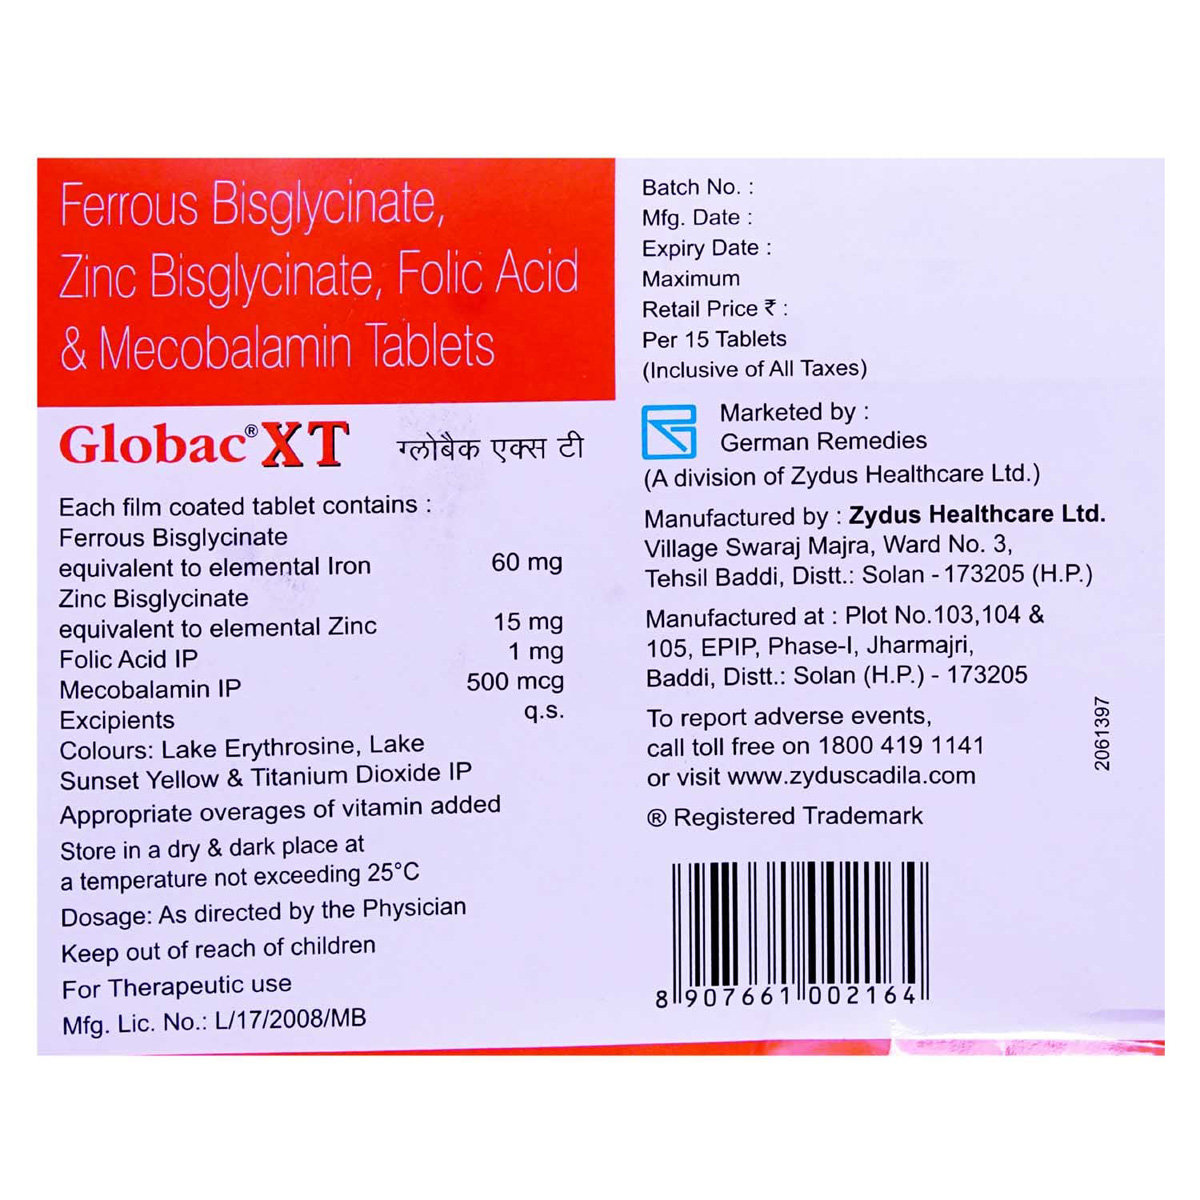 Ferrous Bisglycinate,
Zinc Bisglycinate, Folic Acid
& Mecobalamin Tablets
Globac® XT ग्लोबैक एक्स टी
Each film coated tablet contains :
Ferrous Bisglycinate
equivalent to elemental Iron 60 mg
Zinc Bisglycinate
equivalent to elemental Zinc 15 mg
Folic Acid IP 1 mg
Mecobalamin IP 500 mcg
Excipients q.s.
Colours: Lake Erythrosine, Lake
Sunset Yellow & Titanium Dioxide IP
Appropriate overages of vitamin added
Store in a dry & dark place at
a temperature not exceeding 25°C
Dosage: As directed by the Physician
Keep out of reach of children
For Therapeutic use
Mfg. Lic. No.: L/17/2008/MB
Batch No. :
Mfg. Date :
Expiry Date :
Maximum
Retail Price ₹ :
Per 15 Tablets
(Inclusive of All Taxes)
Marketed by :
German Remedies
(A division of Zydus Healthcare Ltd.)
Manufactured by : Zydus Healthcare Ltd.
Village Swaraj Majra, Ward No. 3,
Tehsil Baddi, Distt.: Solan - 173205 (H.P.)
Manufactured at : Plot No.103,104 &
105, EPIP, Phase-I, Jharmajri,
Baddi, Distt.: Solan (H.P.) - 173205
To report adverse events,
call toll free on 1800 419 1141
or visit www.zyduscadila.com
® Registered Trademark
2061397
8 907661 002164